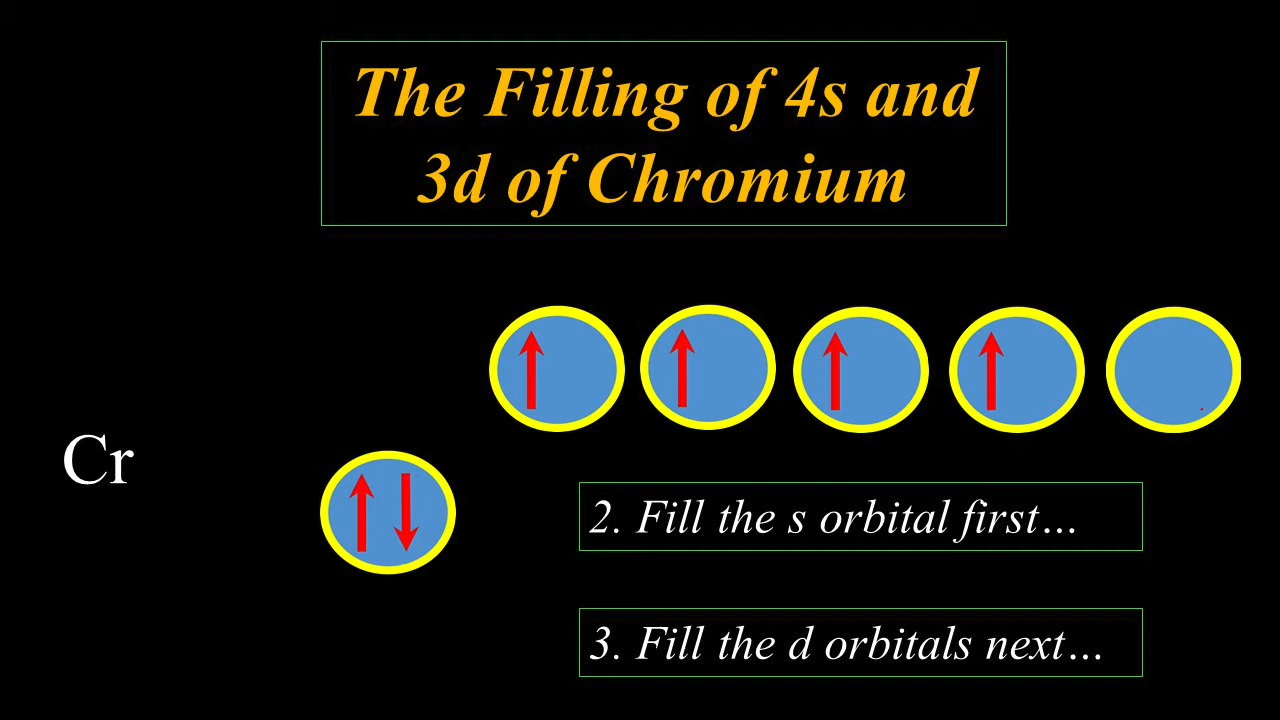 The Filling of 4s and
3d of Chromium
Cr
2. Fill the s orbital first…
3. Fill the d orbitals next…